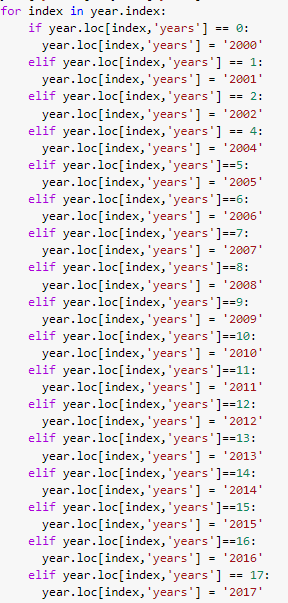 for index in year.index:
    if year.loc[index,'years'] == 0:
      year.loc[index,'years'] = '2000'
    elif year.loc[index,'years'] == 1:
      year.loc[index,'years'] = '2001'
    elif year.loc[index,'years'] == 2:
      year.loc[index,'years'] = '2002'
    elif year.loc[index,'years'] == 4:
      year.loc[index,'years'] = '2004'
    elif year.loc[index,'years']==5:
      year.loc[index,'years'] = '2005'
    elif year.loc[index,'years']==6:
      year.loc[index,'years'] = '2006'
    elif year.loc[index,'years']==7:
      year.loc[index,'years'] = '2007'
    elif year.loc[index,'years']==8:
      year.loc[index,'years'] = '2008'
    elif year.loc[index,'years']==9:
      year.loc[index,'years'] = '2009'
    elif year.loc[index,'years']==10:
      year.loc[index,'years'] = '2010'
    elif year.loc[index,'years']==11:
      year.loc[index,'years'] = '2011'
    elif year.loc[index,'years']==12:
      year.loc[index,'years'] = '2012'
    elif year.loc[index,'years']==13:
      year.loc[index,'years'] = '2013'
    elif year.loc[index,'years']==14:
      year.loc[index,'years'] = '2014'
    elif year.loc[index,'years']==15:
      year.loc[index,'years'] = '2015'
    elif year.loc[index,'years']==16:
      year.loc[index,'years'] = '2016'
    elif year.loc[index,'years'] == 17:
      year.loc[index,'years'] = '2017'